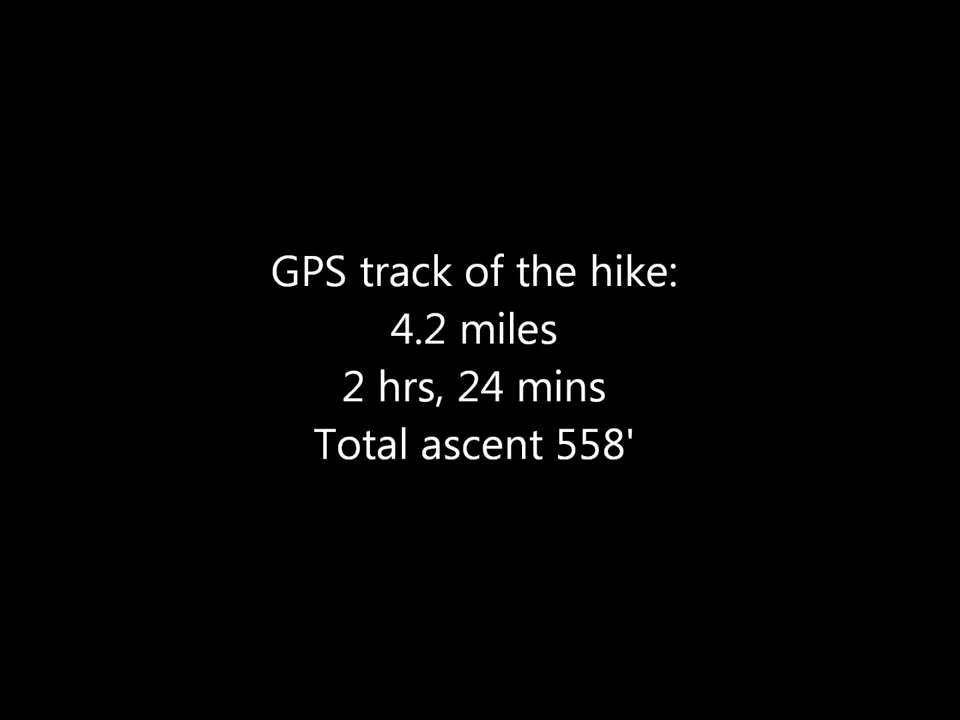 GPS track of the hike:
4.2 miles
2 hrs, 24 mins
Total ascent 558'